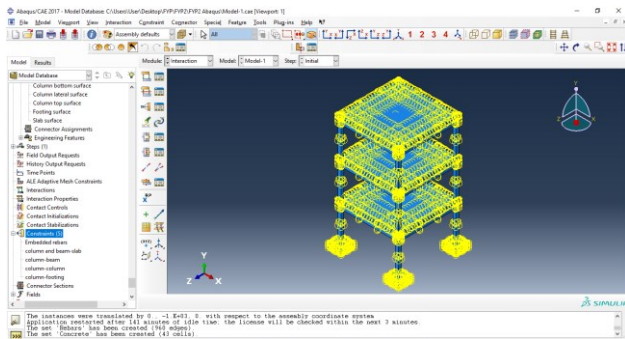 Abaqus/CAE 2017 - Model Database: C:\Users\User\Desktop\FYP\FYP2\FYP2 Abaqus\Model-1.cae [Viewport: 1]
File Model Viewport View Interaction Constraint Connector Special Feature Tools Plug-ins Help
Assembly defaults All 1 2 3 4
Model Results Module: Interaction Model: Model-1 Step: Initial
Model Database
Column bottom surface
Column lateral surface
Column top surface
Footing surface
Slab surface
Connector Assignments
Engineering Features
Steps (1)
Field Output Requests
History Output Requests
Time Points
ALE Adaptive Mesh Constraints
Interactions
Interaction Properties
Contact Controls
Contact Initializations
Contact Stabilizations
Constraints (5)
Embedded rebars
column and beam-slab
column-beam
column-column
column-footing
Connector Sections
Fields
Y
Z X
Y
Z X
SIMULIA
The instances were translated by 0., -1.E+03, 0. with respect to the assembly coordinate system
Application restarted after 141 minutes of idle time; the license will be checked within the next 3 minutes.
The set 'Rebars' has been created (960 edges).
The set 'Concrete' has been created (43 cells).